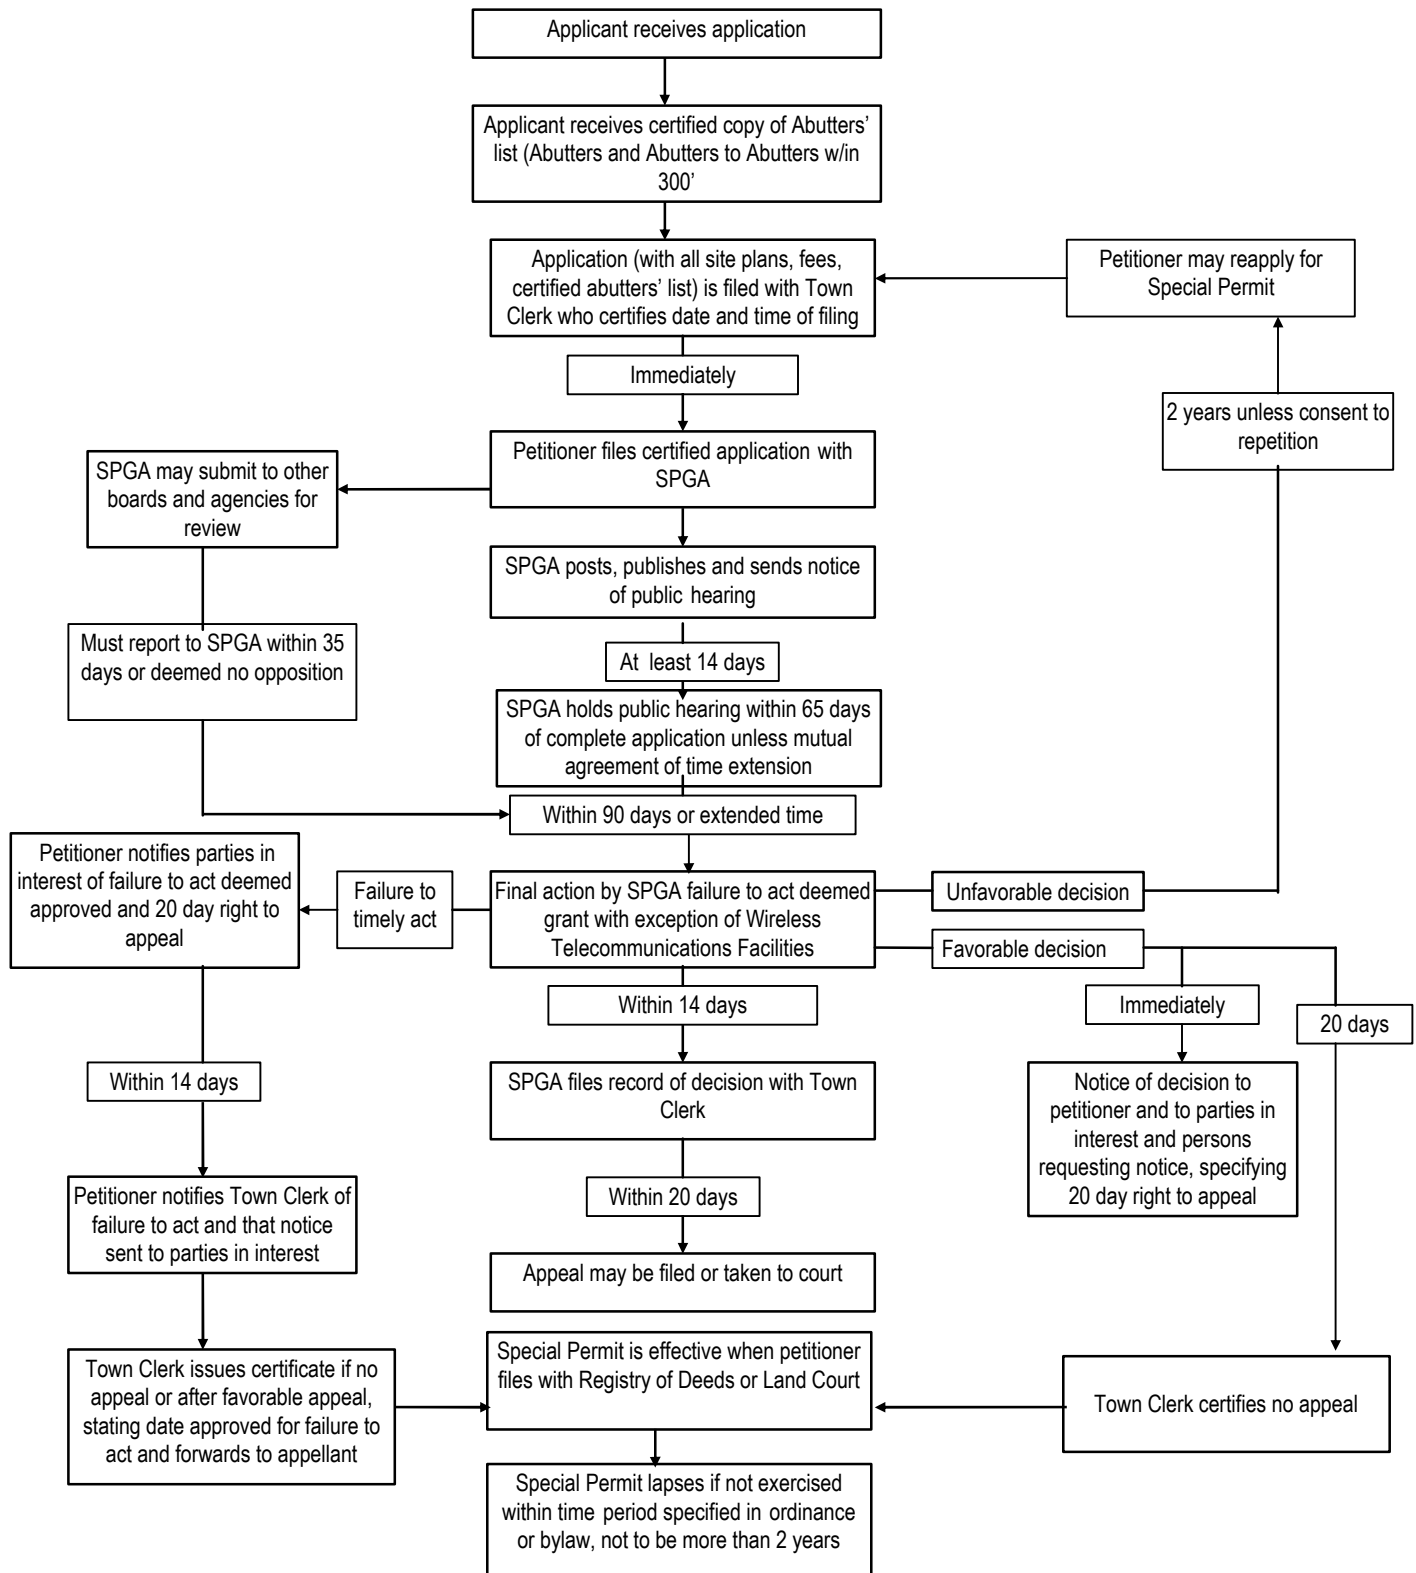 Applicant receives application
Applicant receives certified copy of Abutters’
list (Abutters and Abutters to Abutters w/in
300’
Application (with all site plans, fees,
certified abutters’ list) is filed with Town
Clerk who certifies date and time of filing
Petitioner may reapply for
Special Permit
Immediately
2 years unless consent to
repetition
Petitioner files certified application with
SPGA
SPGA may submit to other
boards and agencies for
review
SPGA posts, publishes and sends notice
of public hearing
Must report to SPGA within 35
days or deemed no opposition
At least 14 days
SPGA holds public hearing within 65 days
of complete application unless mutual
agreement of time extension
Within 90 days or extended time
Petitioner notifies parties in
interest of failure to act deemed
approved and 20 day right to
appeal
Failure to
timely act
Final action by SPGA failure to act deemed
grant with exception of Wireless
Telecommunications Facilities
Unfavorable decision
Favorable decision
Within 14 days
Immediately
20 days
Within 14 days
SPGA files record of decision with Town
Clerk
Notice of decision to
petitioner and to parties in
interest and persons
requesting notice, specifying
20 day right to appeal
Petitioner notifies Town Clerk of
failure to act and that notice
sent to parties in interest
Within 20 days
Appeal may be filed or taken to court
Town Clerk issues certificate if no
appeal or after favorable appeal,
stating date approved for failure to
act and forwards to appellant
Special Permit is effective when petitioner
files with Registry of Deeds or Land Court
Town Clerk certifies no appeal
Special Permit lapses if not exercised
within time period specified in ordinance
or bylaw, not to be more than 2 years